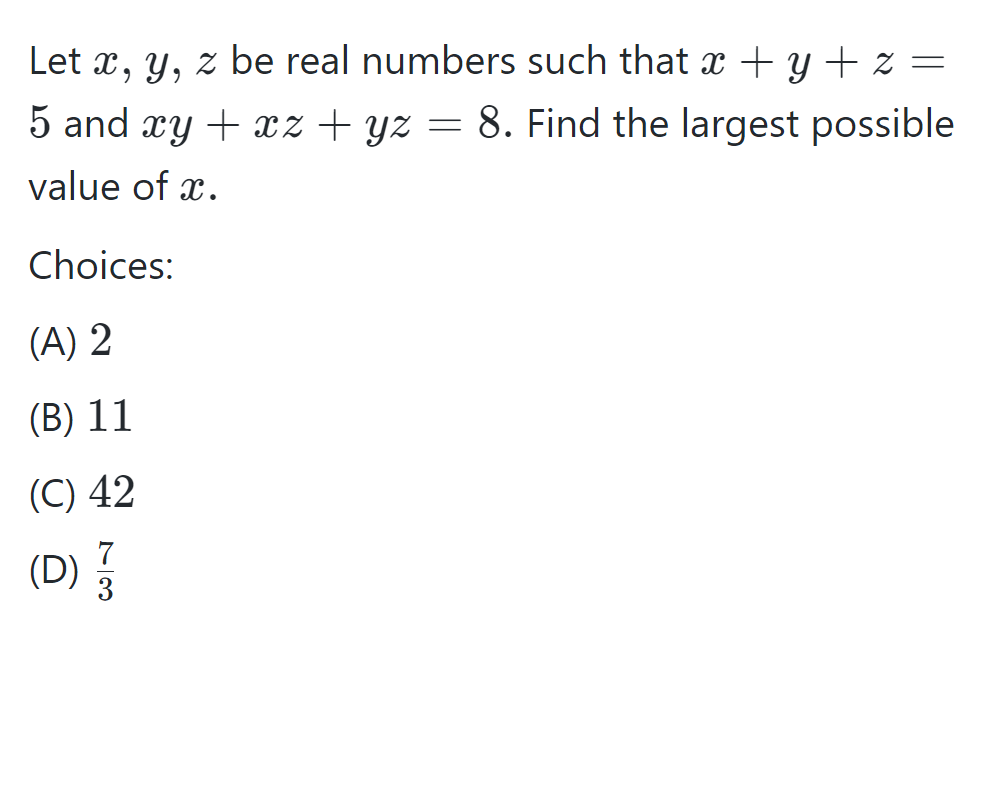 Let $x, y, z$ be real numbers such that $x + y + z =$
$5$ and $xy + xz + yz = 8$. Find the largest possible
value of $x$.
Choices:
(A) $2$
(B) $11$
(C) $42$
(D) $\frac{7}{3}$